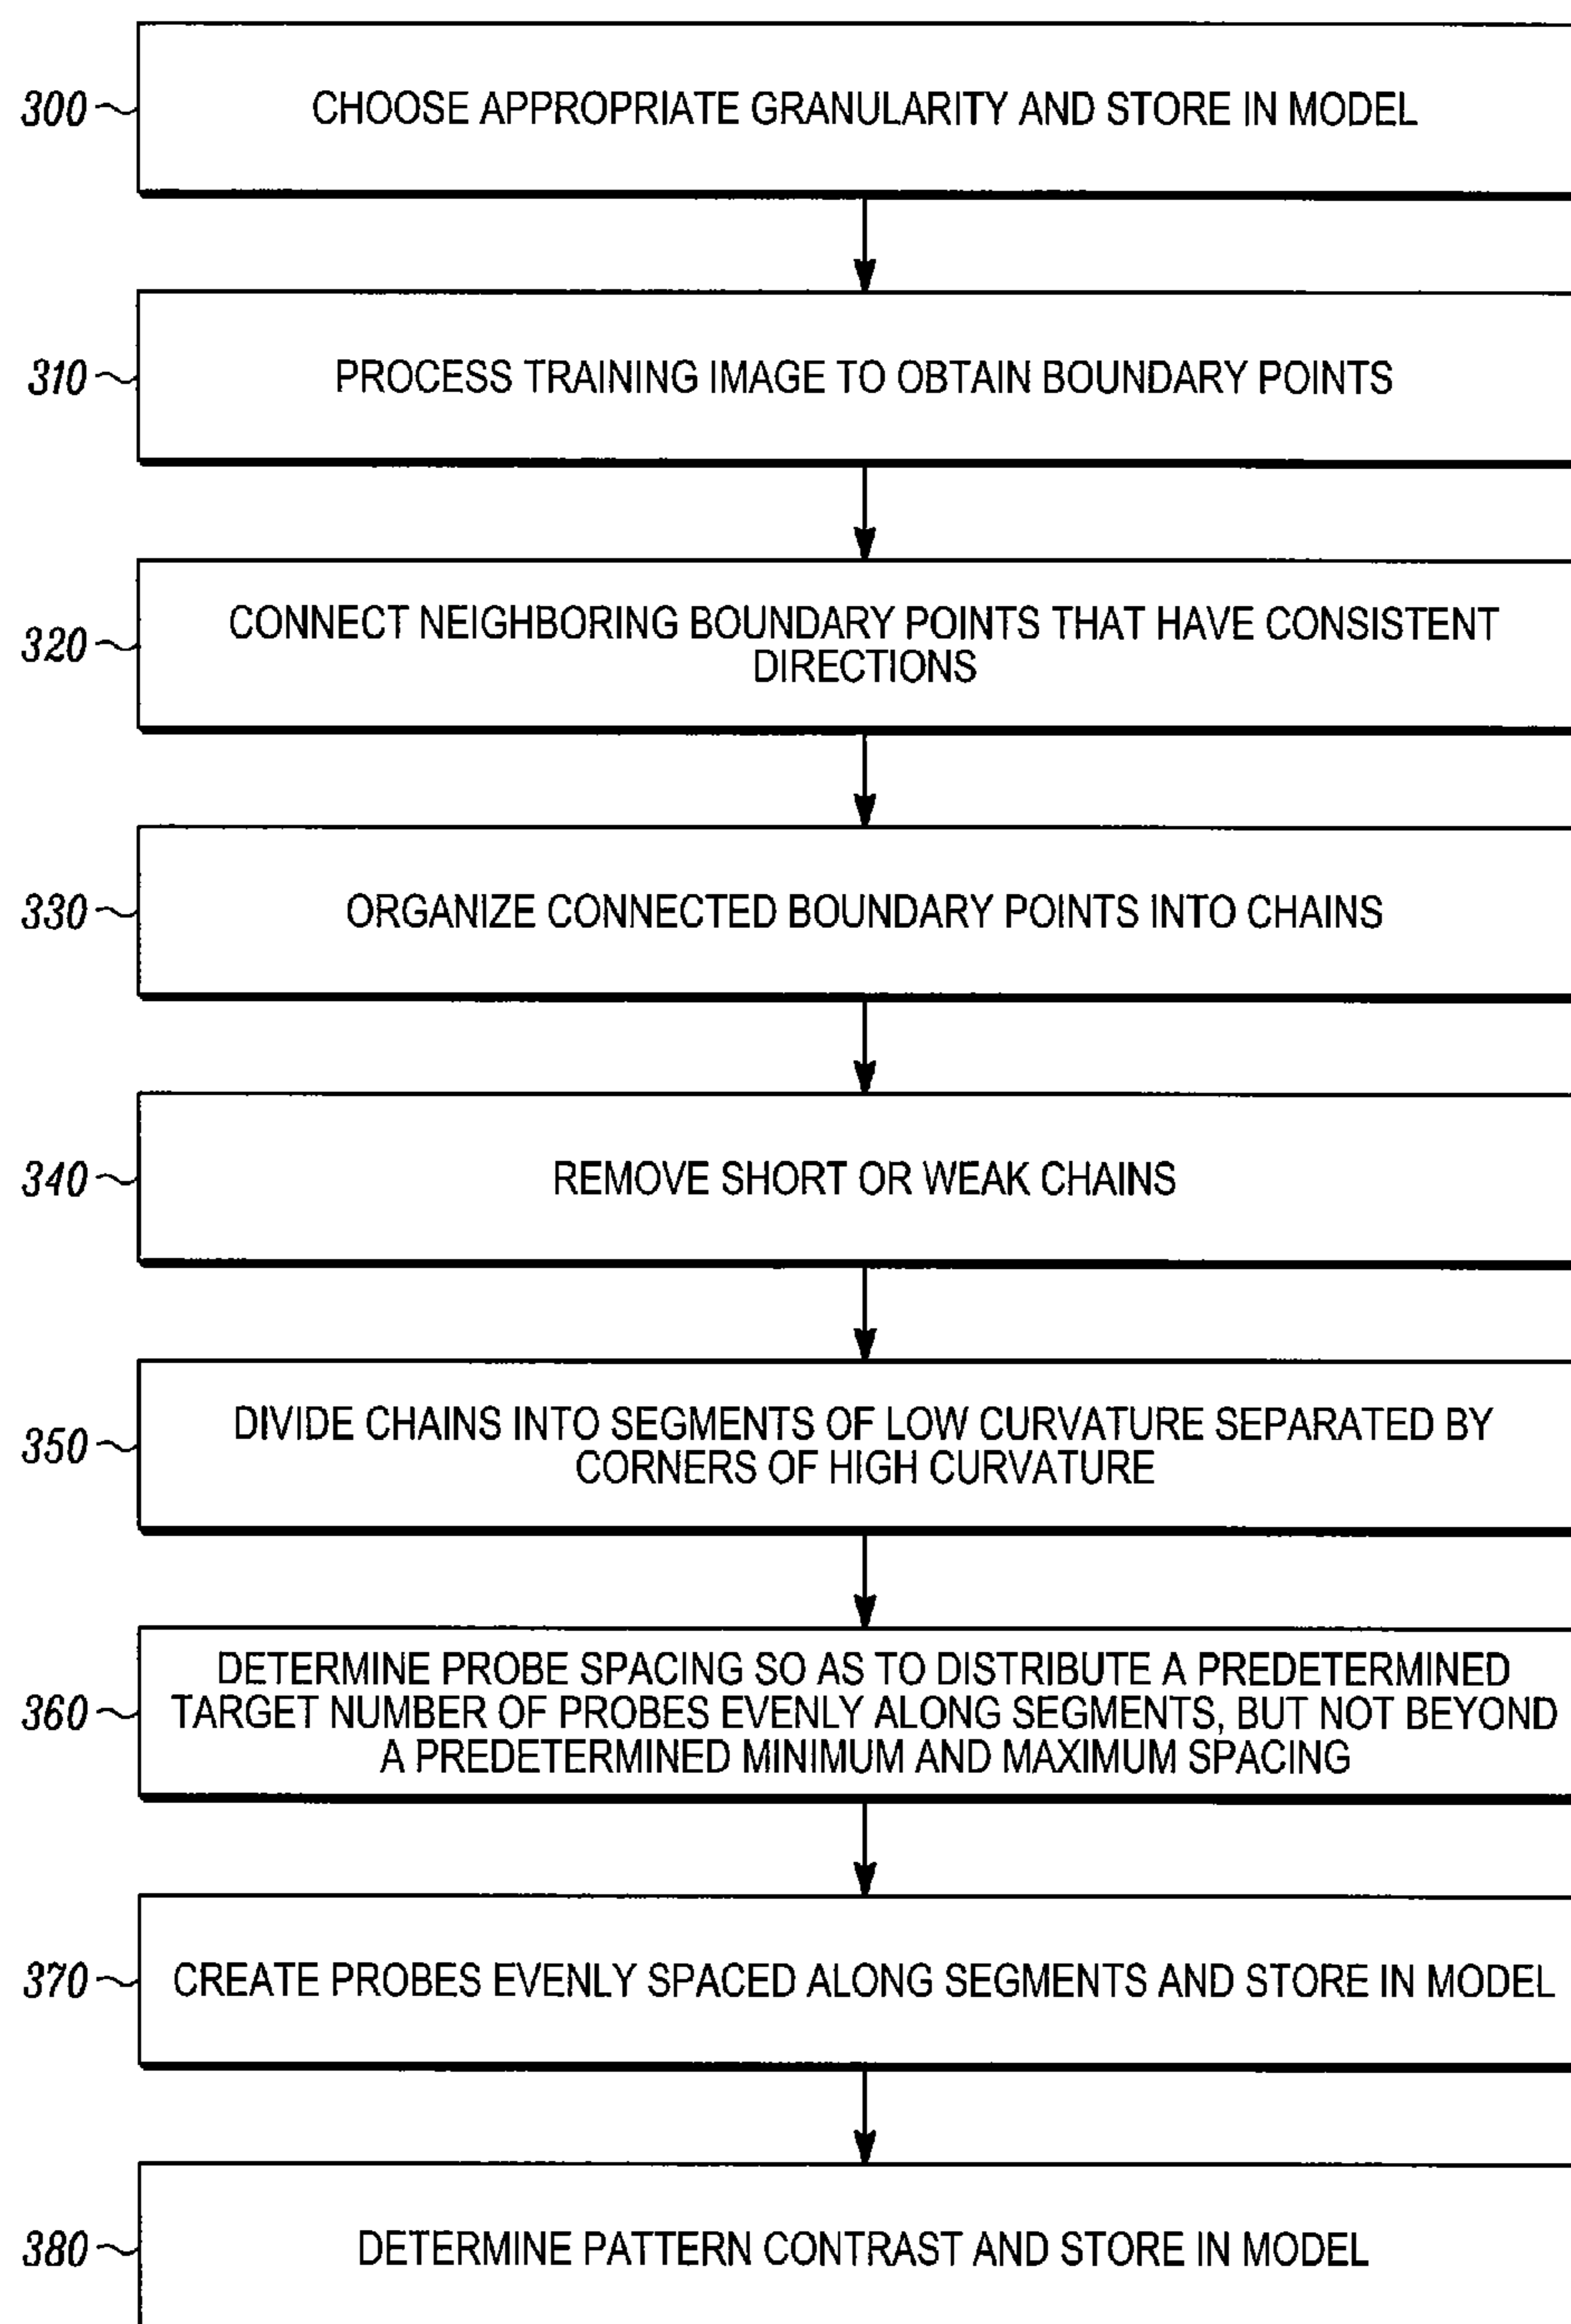 300
CHOOSE APPROPRIATE GRANULARITY AND STORE IN MODEL
310
PROCESS TRAINING IMAGE TO OBTAIN BOUNDARY POINTS
320
CONNECT NEIGHBORING BOUNDARY POINTS THAT HAVE CONSISTENT
DIRECTIONS
330
ORGANIZE CONNECTED BOUNDARY POINTS INTO CHAINS
340
REMOVE SHORT OR WEAK CHAINS
350
DIVIDE CHAINS INTO SEGMENTS OF LOW CURVATURE SEPARATED BY
CORNERS OF HIGH CURVATURE
360
DETERMINE PROBE SPACING SO AS TO DISTRIBUTE A PREDETERMINED
TARGET NUMBER OF PROBES EVENLY ALONG SEGMENTS, BUT NOT BEYOND
A PREDETERMINED MINIMUM AND MAXIMUM SPACING
370
CREATE PROBES EVENLY SPACED ALONG SEGMENTS AND STORE IN MODEL
380
DETERMINE PATTERN CONTRAST AND STORE IN MODEL